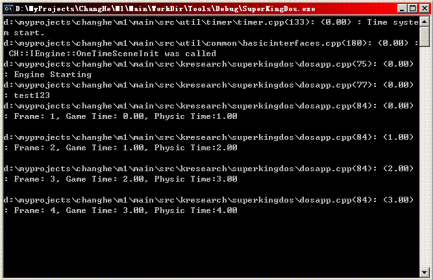 D:\MyProjects\ChangHe\M1\Main\WorkDir\Tools\Debug\SuperKingDos.exe
d:\myprojects\changhe\m1\main\src\util\timer\timer.cpp(133): (0.00) : Time syste
m start.
d:\myprojects\changhe\m1\main\src\util\common\basicinterfaces.cpp(180): (0.00) :
 CH::IEngine::OneTimeSceneInit was called
d:\myprojects\changhe\m1\main\src\kresearch\superkingdos\dosapp.cpp(75): (0.00)
: Engine Starting
d:\myprojects\changhe\m1\main\src\kresearch\superkingdos\dosapp.cpp(77): (0.00)
: test123
d:\myprojects\changhe\m1\main\src\kresearch\superkingdos\dosapp.cpp(84): (0.00)
: Frame: 1, Game Time: 0.00, Physic Time:1.00
d:\myprojects\changhe\m1\main\src\kresearch\superkingdos\dosapp.cpp(84): (1.00)
: Frame: 2, Game Time: 1.00, Physic Time:2.00
d:\myprojects\changhe\m1\main\src\kresearch\superkingdos\dosapp.cpp(84): (2.00)
: Frame: 3, Game Time: 2.00, Physic Time:3.00
d:\myprojects\changhe\m1\main\src\kresearch\superkingdos\dosapp.cpp(84): (3.00)
: Frame: 4, Game Time: 3.00, Physic Time:4.00